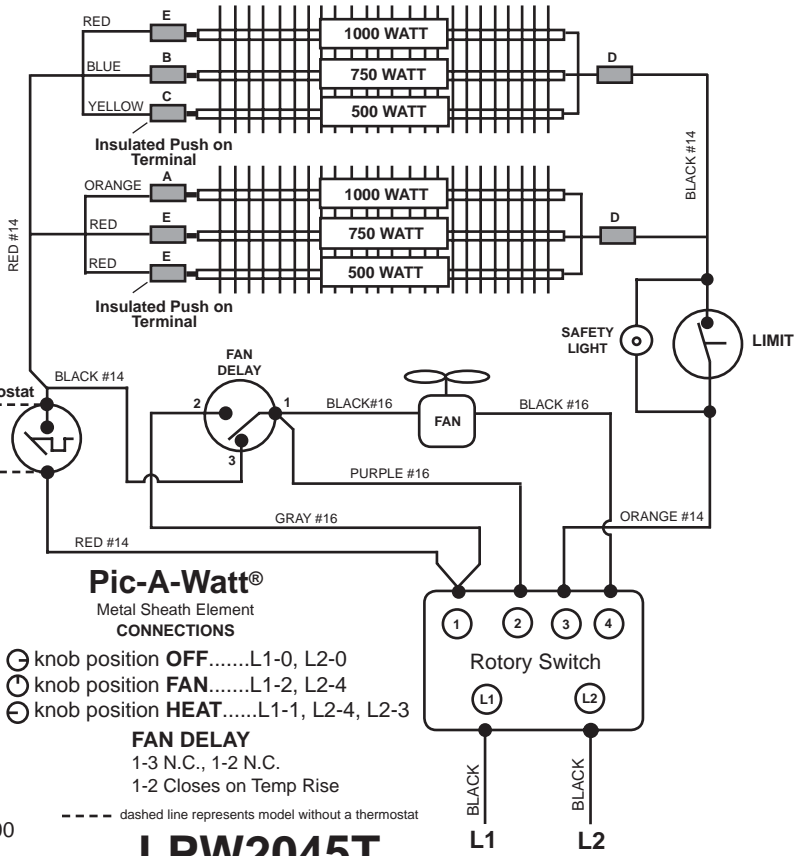 RED
E
1000 WATT
BLUE
B
750 WATT
D
YELLOW
C
500 WATT
Insulated Push on
Terminal
BLACK #14
RED #14
ORANGE
A
1000 WATT
RED
E
750 WATT
D
RED
E
500 WATT
Insulated Push on
Terminal
SAFETY
LIGHT
LIMIT
FAN
DELAY
BLACK #14
ostat
2
1
3
BLACK#16
FAN
BLACK #16
PURPLE #16
GRAY #16
ORANGE #14
RED #14
Pic-A-Watt®
Metal Sheath Element
CONNECTIONS
knob position OFF.......L1-0, L2-0
knob position FAN.......L1-2, L2-4
knob position HEAT......L1-1, L2-4, L2-3
FAN DELAY
1-3 N.C., 1-2 N.C.
1-2 Closes on Temp Rise
dashed line represents model without a thermostat
1
2
3
4
Rotory Switch
L1
L2
BLACK
BLACK
L1
L2
LPW2045T